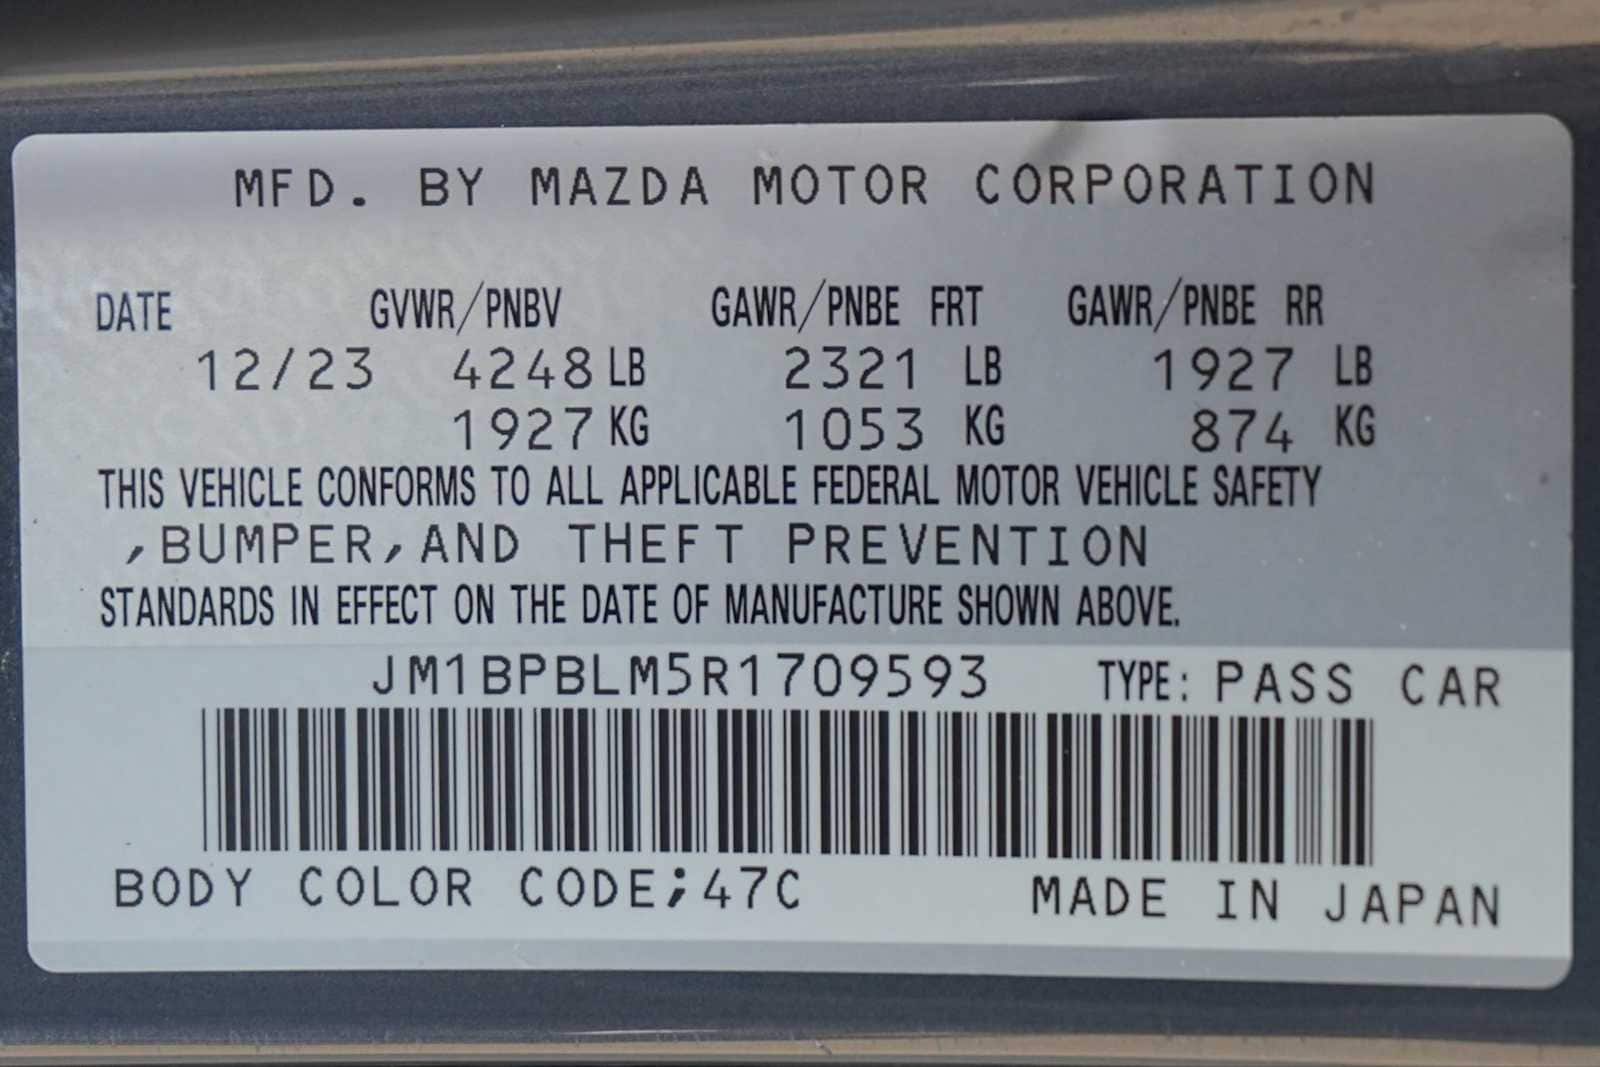 MFD. BY MAZDA MOTOR CORPORATION
DATE GVWR/PNBV GAWR/PNBE FRT GAWR/PNBE RR
12/23 4248 LB 2321 LB 1927 LB
1927 KG 1053 KG 874 KG
THIS VEHICLE CONFORMS TO ALL APPLICABLE FEDERAL MOTOR VEHICLE SAFETY
,BUMPER,AND THEFT PREVENTION
STANDARDS IN EFFECT ON THE DATE OF MANUFACTURE SHOWN ABOVE.
JM1BPBLM5R1709593 TYPE: PASS CAR
BODY COLOR CODE;47C MADE IN JAPAN